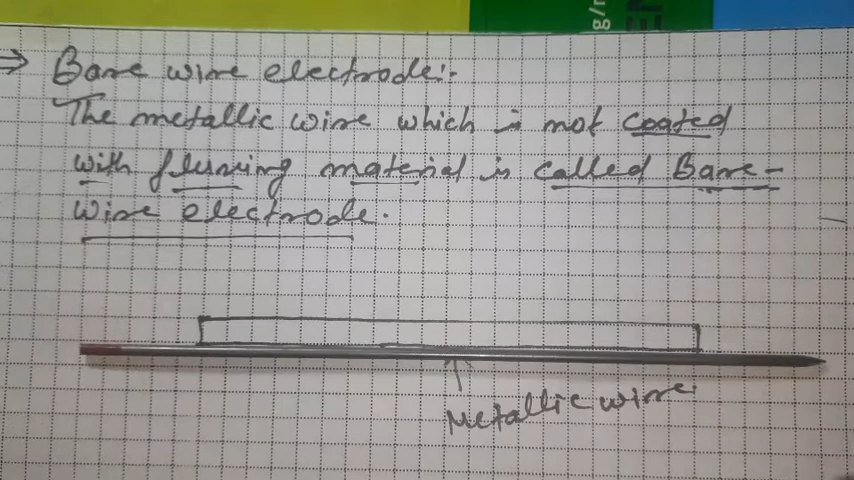 g/r
EN
⇒ Bare wire electrode:-
The metallic wire which is not coated
with fluxing material is called Bare-
wire electrode.
Metallic wire